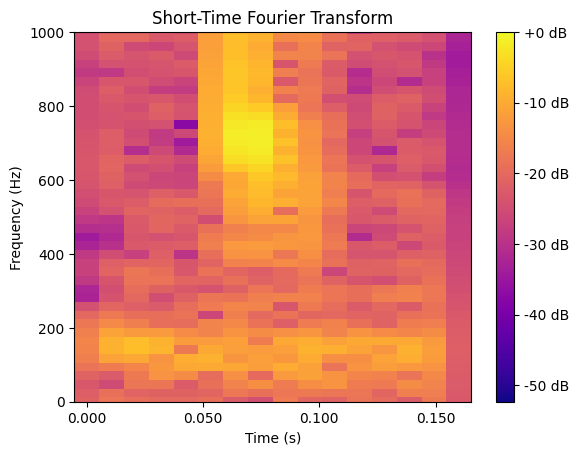 Short-Time Fourier Transform
1000
800
600
400
200
0
Frequency (Hz)
0.000
0.050
0.100
0.150
Time (s)
+0 dB
-10 dB
-20 dB
-30 dB
-40 dB
-50 dB